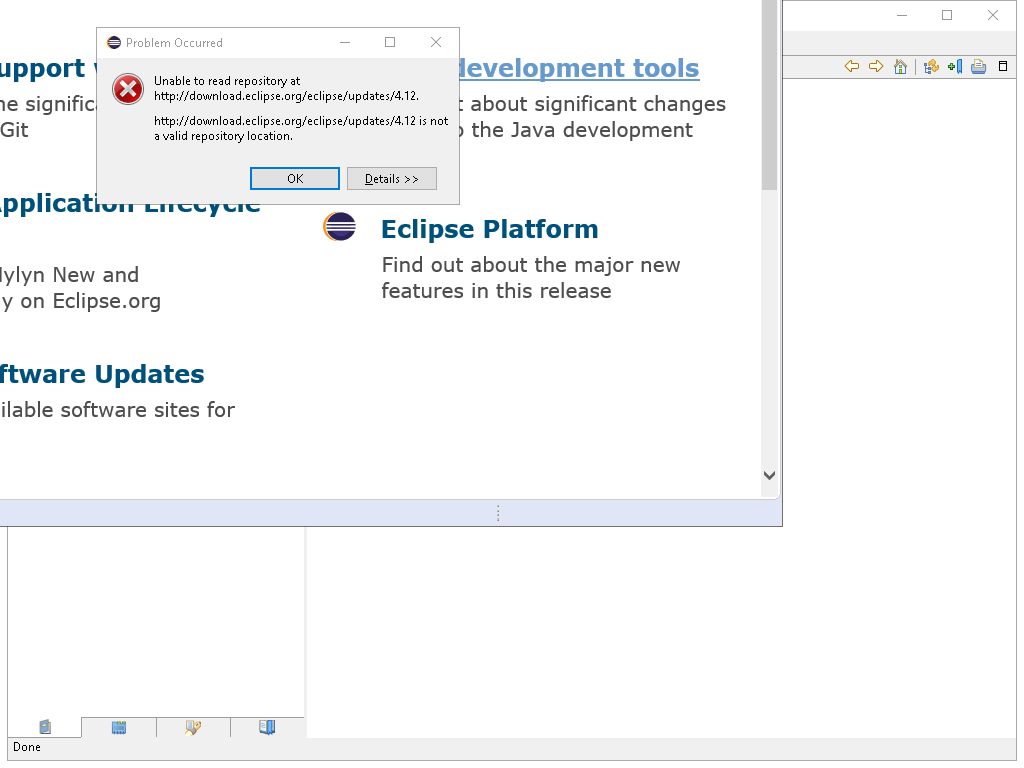 Problem Occurred
Unable to read repository at
http://download.eclipse.org/eclipse/updates/4.12.
http://download.eclipse.org/eclipse/updates/4.12 is not
a valid repository location.
OK
Details >>
upport
development tools
ne signific
t about significant changes
Git
o the Java development
pplication Lifecycle
Eclipse Platform
Find out about the major new
features in this release
Mylyn New and
y on Eclipse.org
ftware Updates
ilable software sites for
Done